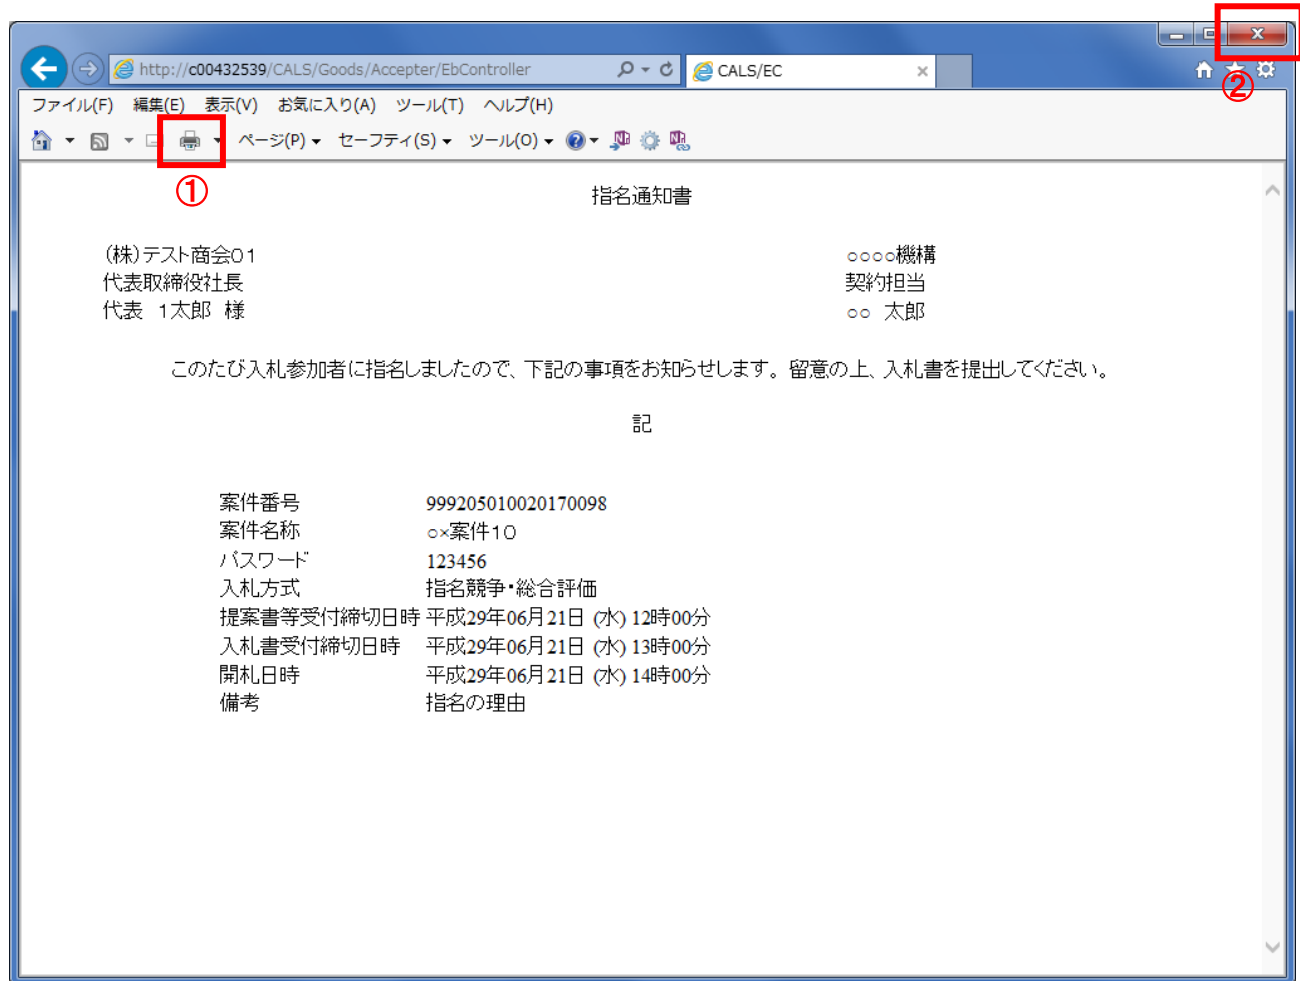 http://c00432539/CALS/Goods/Accepter/EbController
CALS/EC
②
ファイル(F) 編集(E) 表示(V) お気に入り(A) ツール(T) ヘルプ(H)
ページ(P) セーフティ(S) ツール(O)
①
指名通知書
(株)テスト商会01 ○○○○機構
代表取締役社長 契約担当
代表 1太郎 様 ○○ 太郎
このたび入札参加者に指名しましたので、下記の事項をお知らせします。留意の上、入札書を提出してください。
記
案件番号 999205010020170098
案件名称 ○×案件10
パスワード 123456
入札方式 指名競争・総合評価
提案書等受付締切日時 平成29年06月21日 (水) 12時00分
入札書受付締切日時 平成29年06月21日 (水) 13時00分
開札日時 平成29年06月21日 (水) 14時00分
備考 指名の理由